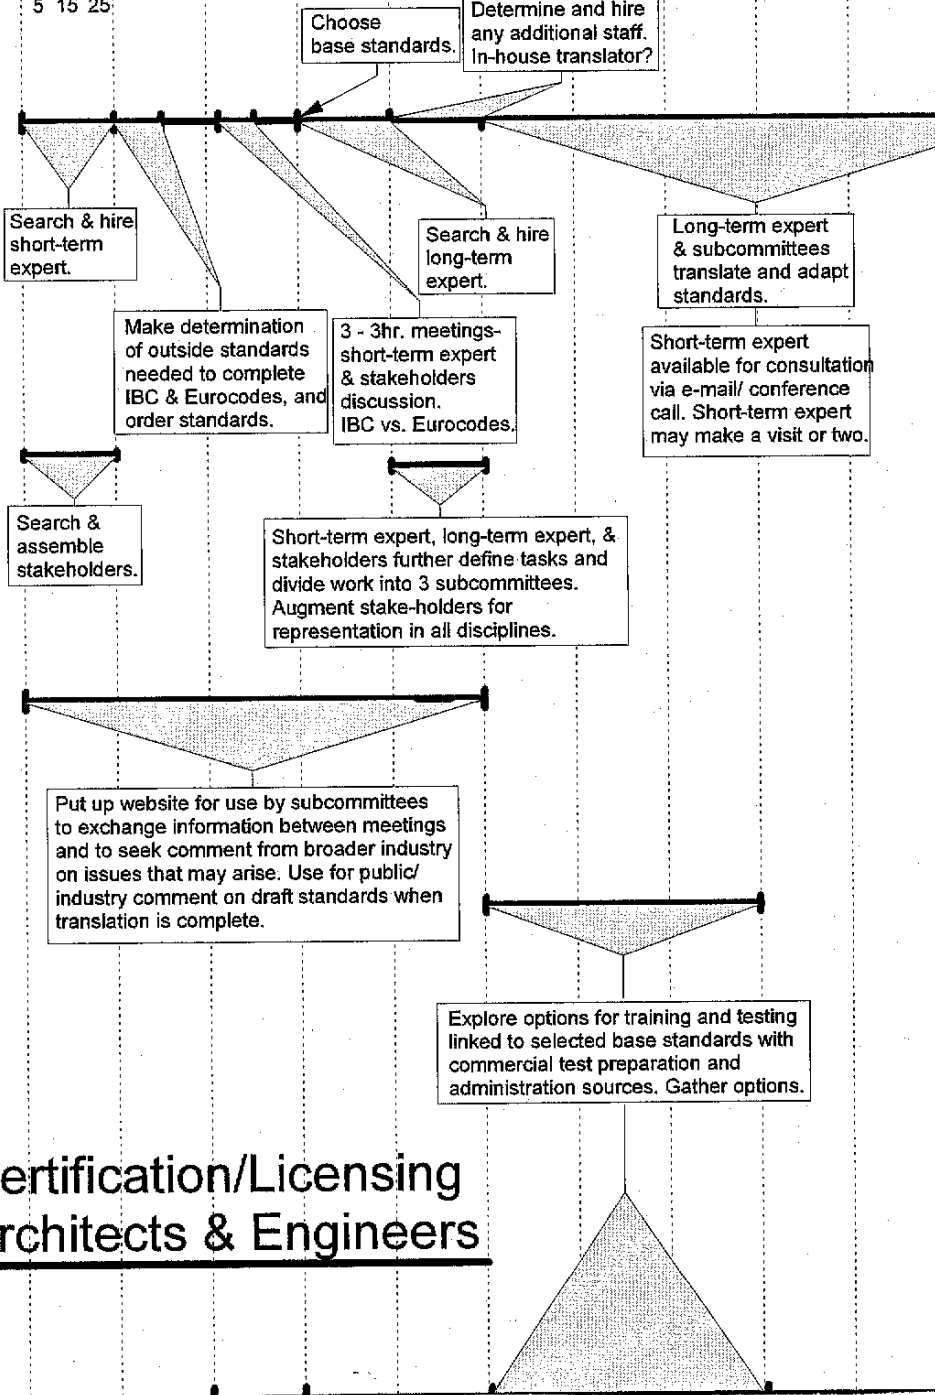 5 15 25
Choose
base standards.
Determine and hire
any additional staff.
In-house translator?
Search & hire
short-term
expert.
Search & hire
long-term
expert.
Long-term expert
& subcommittees
translate and adapt
standards.
Make determination
of outside standards
needed to complete
IBC & Eurocodes, and
order standards.
3 - 3hr. meetings-
short-term expert
& stakeholders
discussion.
IBC vs. Eurocodes.
Short-term expert
available for consultation
via e-mail/ conference
call. Short-term expert
may make a visit or two.
Search &
assemble
stakeholders.
Short-term expert, long-term expert, &
stakeholders further define tasks and
divide work into 3 subcommittees.
Augment stake-holders for
representation in all disciplines.
Put up website for use by subcommittees
to exchange information between meetings
and to seek comment from broader industry
on issues that may arise. Use for public/
industry comment on draft standards when
translation is complete.
Explore options for training and testing
linked to selected base standards with
commercial test preparation and
administration sources. Gather options.
ertification/Licensing
rchitects & Engineers